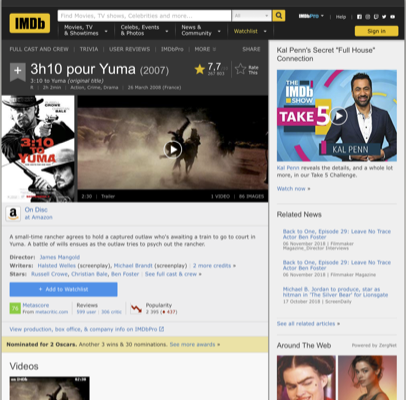 IMDb
Find Movies, TV shows, Celebrities and more...
All
IMDbPro
Help
Movies, TV & Showtimes
Celebs, Events & Photos
News & Community
Watchlist
Sign in
FULL CAST AND CREW | TRIVIA | USER REVIEWS | IMDbPro | MORE
SHARE
3h10 pour Yuma (2007)
3:10 to Yuma (original title)
R | 2h 2min | Action, Crime, Drama | 26 March 2008 (France)
7,7
Rate This
3:10 TO YUMA
2:30 | Trailer
1 VIDEO | 96 IMAGES
On Disc
at Amazon
A small-time rancher agrees to hold a captured outlaw who's awaiting a train to go to court in
Yuma. A battle of wills ensues as the outlaw tries to psych out the rancher.
Director: James Mangold
Writers: Halsted Welles (screenplay), Michael Brandt (screenplay) | 2 more credits »
Stars: Russell Crowe, Christian Bale, Ben Foster | See full cast & crew »
+ Add to Watchlist
Metascore
From metacritic.com
Reviews
599 user | 306 critic
Popularity
2 395 (437)
View production, box office, & company info on IMDbPro
Nominated for 2 Oscars. Another 3 wins & 30 nominations. See more awards »
Videos
Kal Penn's Secret "Full House"
Connection
THE IMDb SHOW
TAKE 5
KAL PENN
Kal Penn reveals the details, and a whole lot
more, in our Take 5 Challenge.
Watch now »
Related News
Back to One, Episode 29: Leave No Trace
Actor Ben Foster
06 November 2018 | Filmmaker
Magazine_Director Interviews
Back to One, Episode 29: Leave No Trace
Actor Ben Foster
06 November 2018 | Filmmaker Magazine
Michael B. Jordan to produce, star as
hitman in 'The Silver Bear' for Lionsgate
17 October 2018 | ScreenDaily
See all related articles »
Around The Web
Powered by ZergNet